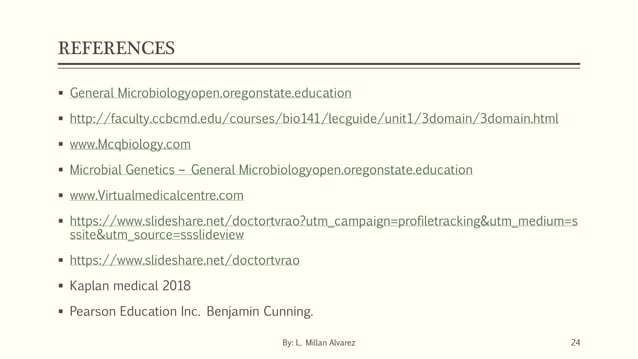 REFERENCES
▪ General Microbiologyopen.oregonstate.education
▪ http://faculty.ccbcmd.edu/courses/bio141/lecguide/unit1/3domain/3domain.html
▪ www.Mcqbiology.com
▪ Microbial Genetics – General Microbiologyopen.oregonstate.education
▪ www.Virtualmedicalcentre.com
▪ https://www.slideshare.net/doctortvrao?utm_campaign=profiletracking&utm_medium=s
ssite&utm_source=ssslideview
▪ https://www.slideshare.net/doctortvrao
▪ Kaplan medical 2018
▪ Pearson Education Inc. Benjamin Cunning.
By: L. Millan Alvarez 24